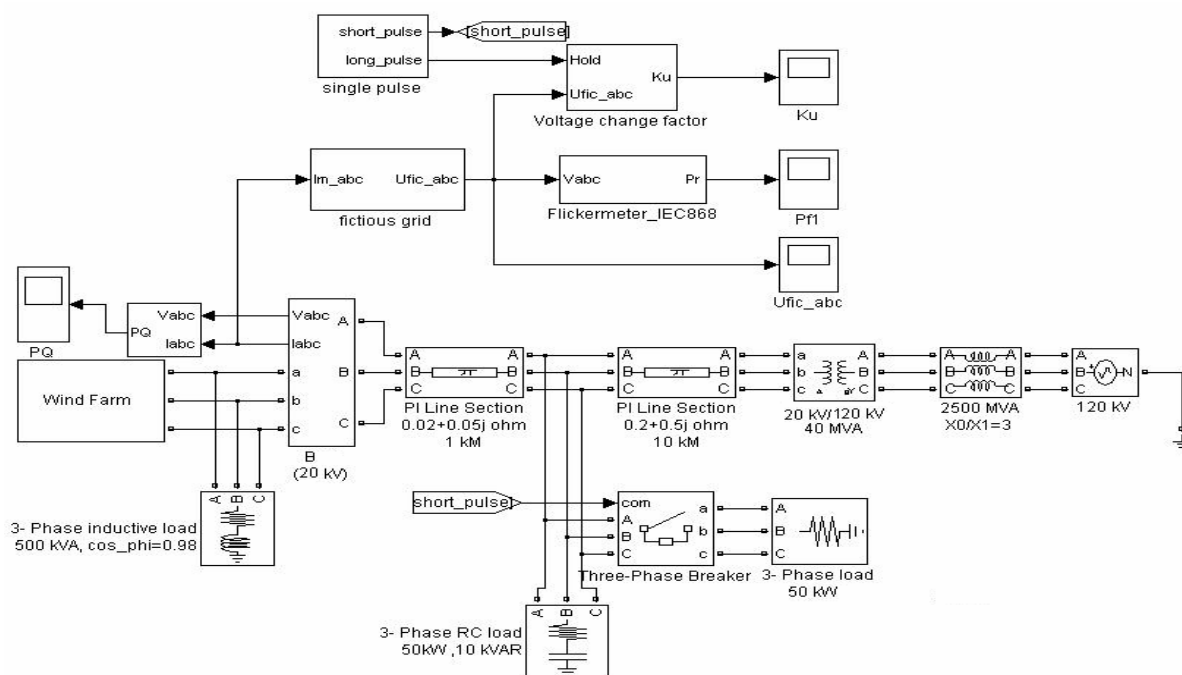 short_pulse
[short_pulse]
long_pulse
single pulse
Hold
Ku
Ufic_abc
Voltage change factor
Ku
Im_abc
Ufic_abc
fictious grid
Vabc
Pr
Flickermeter_IEC868
Pf1
Ufic_abc
PQ
Vabc
PQ
Iabc
Vabc
A
Iabc
a
B
b
c
C
B
(20 kV)
Wind Farm
A
A
B
B
C
C
PI Line Section
0.02+0.05j ohm
1 kM
A
A
B
B
C
C
PI Line Section
0.2+0.5j ohm
10 kM
a
A
b
B
c
C
20 kV/120 kV
40 MVA
A
A
B
B
C
C
2500 MVA
X0/X1=3
A
B
N
C
120 kV
A
B
C
3- Phase inductive load
500 kVA, cos_phi=0.98
short_pulse]
com
a
A
b
B
C
c
Three-Phase Breaker
A
B
C
3- Phase load
50 kW
A
B
C
3- Phase RC load
50kW ,10 kVAR